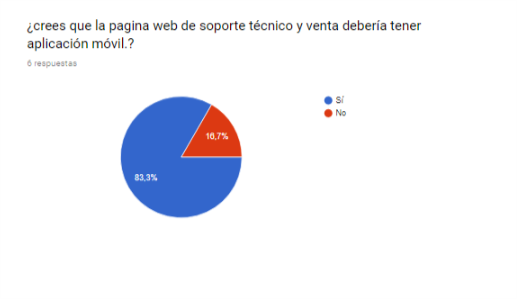 ¿crees que la pagina web de soporte técnico y venta debería tener
aplicación móvil.?
6 respuestas
Sí
No
16,7%
83,3%